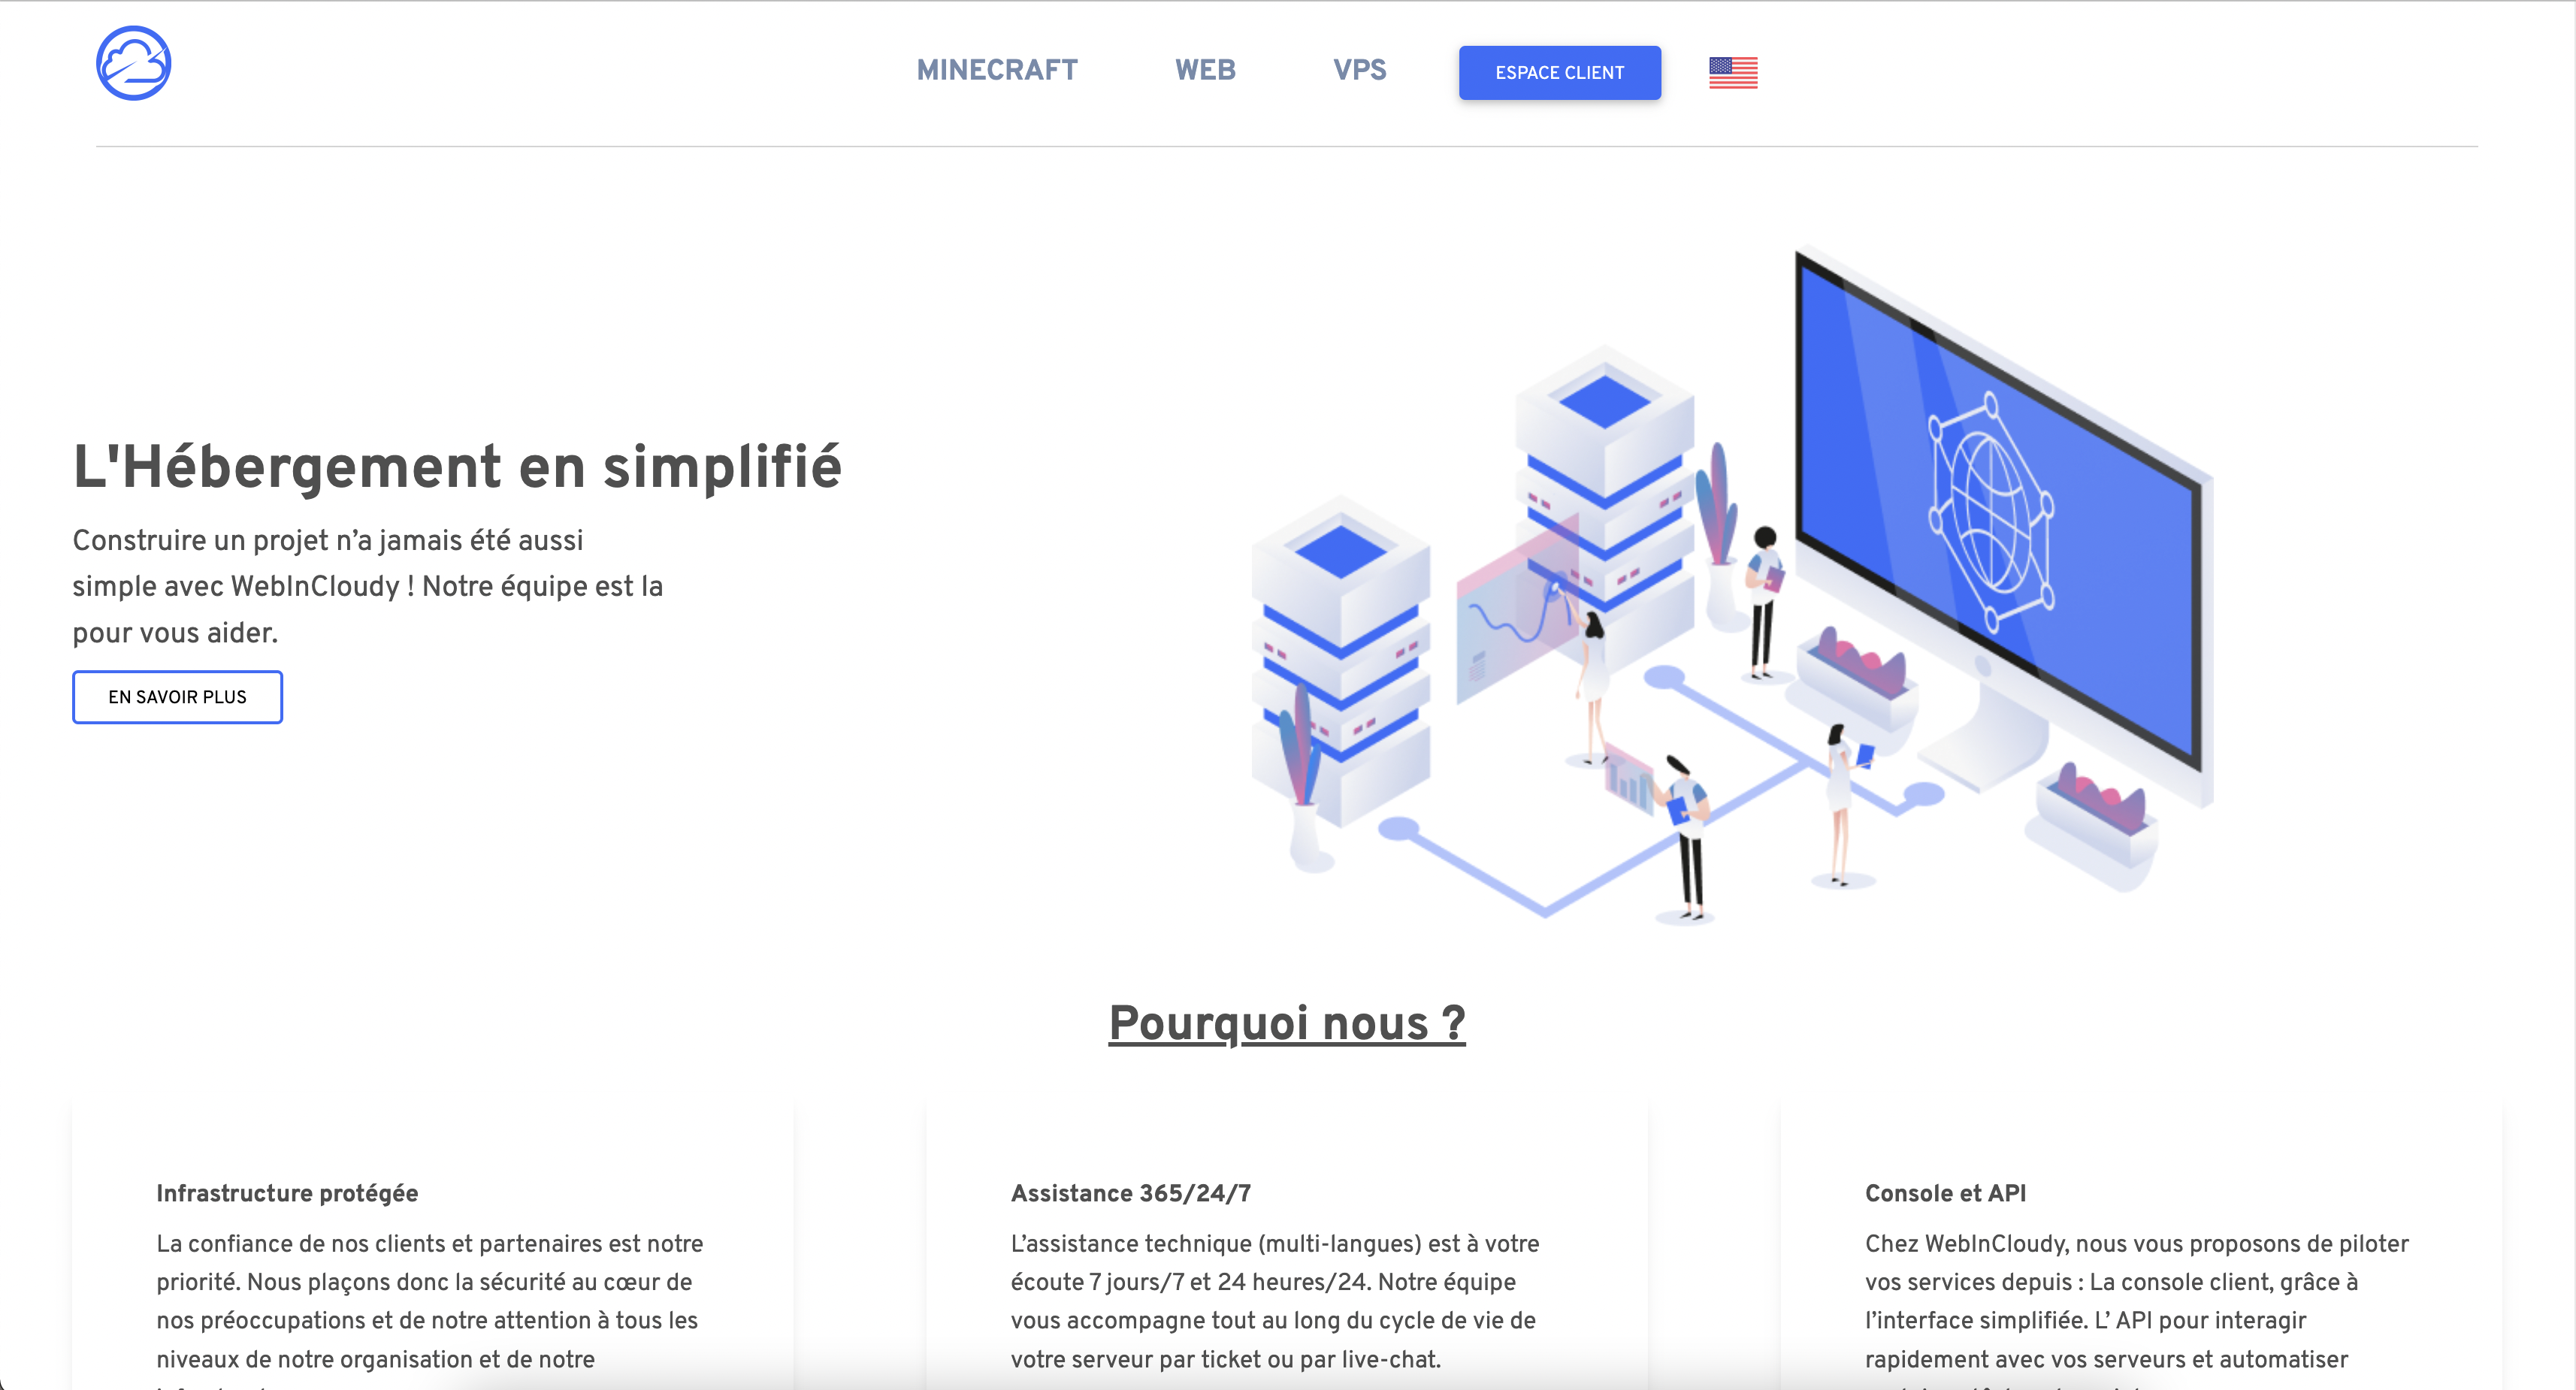 MINECRAFT WEB VPS ESPACE CLIENT
L'Hébergement en simplifié
Construire un projet n’a jamais été aussi
simple avec WebInCloudy ! Notre équipe est la
pour vous aider.
EN SAVOIR PLUS
Pourquoi nous ?
Infrastructure protégée
La confiance de nos clients et partenaires est notre
priorité. Nous plaçons donc la sécurité au cœur de
nos préoccupations et de notre attention à tous les
niveaux de notre organisation et de notre
Assistance 365/24/7
L’assistance technique (multi-langues) est à votre
écoute 7 jours/7 et 24 heures/24. Notre équipe
vous accompagne tout au long du cycle de vie de
votre serveur par ticket ou par live-chat.
Console et API
Chez WebInCloudy, nous vous proposons de piloter
vos services depuis : La console client, grâce à
l’interface simplifiée. L’ API pour interagir
rapidement avec vos serveurs et automatiser